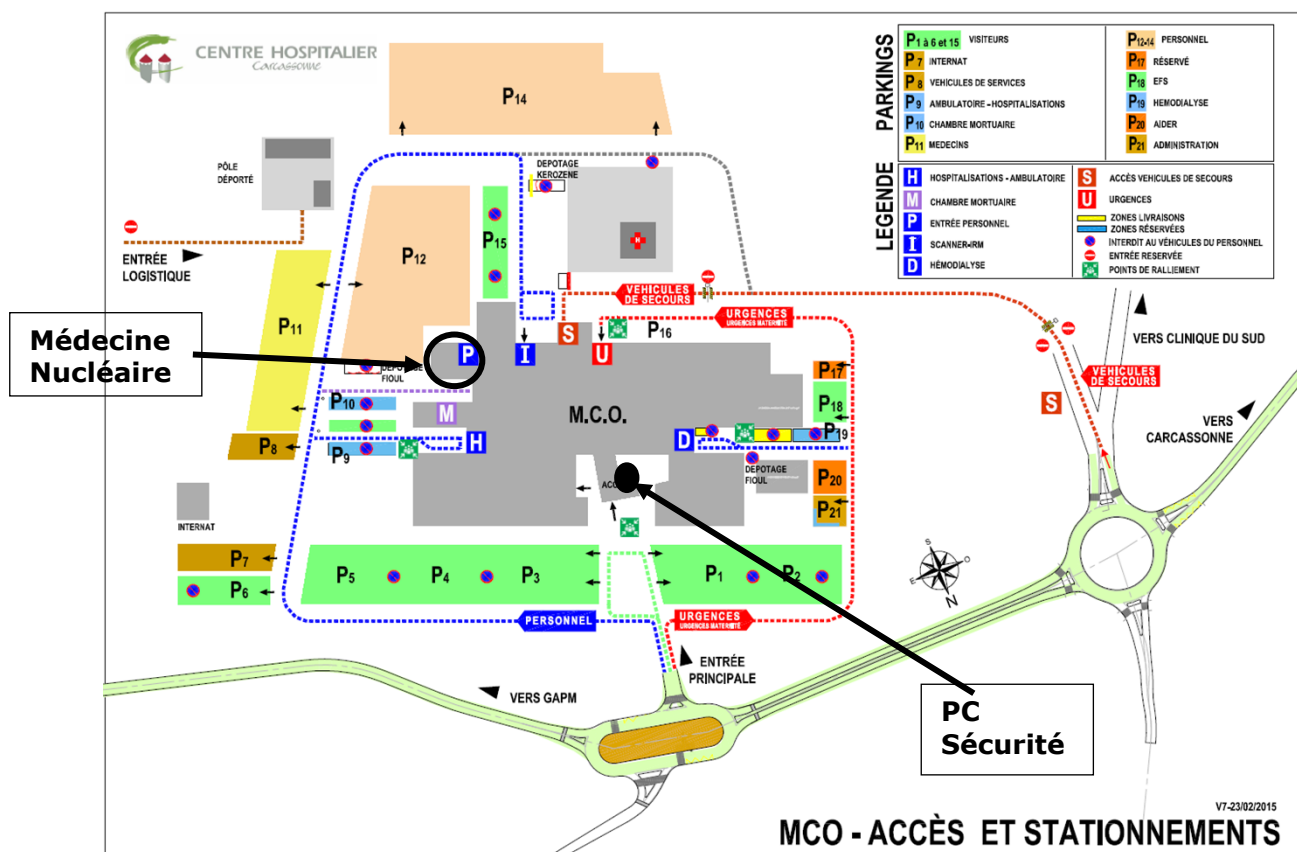 CENTRE HOSPITALIER
Carcassonne
PARKINGS
P1 à 6 et 15 VISITEURS
P7 INTERNAT
P8 VEHICULES DE SERVICES
P9 AMBULATOIRE - HOSPITALISATIONS
P10 CHAMBRE MORTUAIRE
P11 MEDECINS
P12-14 PERSONNEL
P17 RÉSERVÉ
P18 EFS
P19 HEMODIALYSE
P20 AIDER
P21 ADMINISTRATION
LEGENDE
H HOSPITALISATIONS - AMBULATOIRE
M CHAMBRE MORTUAIRE
P ENTRÉE PERSONNEL
I SCANNER-IRM
D HÉMODIALYSE
S ACCÈS VEHICULES DE SECOURS
U URGENCES
ZONES LIVRAISONS
ZONES RÉSERVÉES
INTERDIT AU VÉHICULES DU PERSONNEL
ENTRÉE RESERVÉE
POINTS DE RALLIEMENT
P14
PÔLE
DÉPORTÉ
DEPOTAGE
KEROZENE
ENTRÉE
LOGISTIQUE
P15
P12
H
P11
VÉHICULES
DE SECOURS
URGENCES
URGENCES MATERNITÉ
P16
VERS CLINIQUE DU SUD
Médecine
Nucléaire
P
I
S
U
DEPOTAGE
FIOUL
P17
VÉHICULES
DE SECOURS
S
P10
M
M.C.O.
P18
VERS
CARCASSONNE
P8
P9
H
D
P19
DEPOTAGE
FIOUL
P20
P21
INTERNAT
P7
P6
P5
P4
P3
P1
P2
S
O
E
N
PERSONNEL
URGENCES
URGENCES MATERNITÉ
ENTRÉE
PRINCIPALE
VERS GAPM
PC
Sécurité
V7-23/02/2015
MCO - ACCÈS ET STATIONNEMENTS